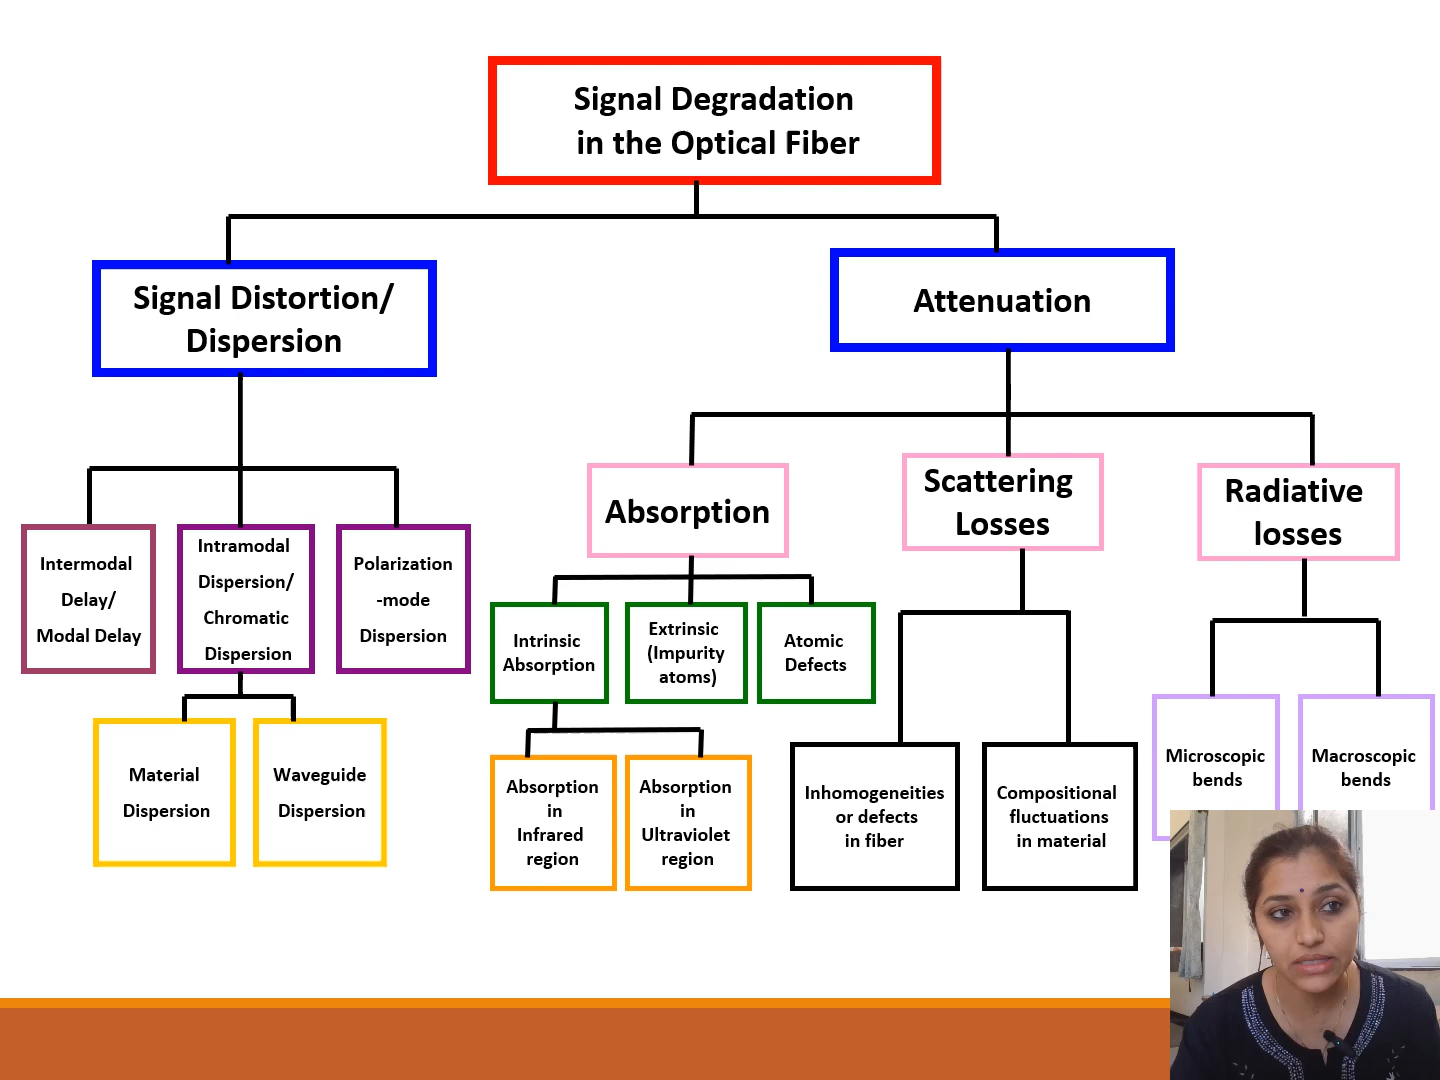 Signal Degradation
in the Optical Fiber
Signal Distortion/
Dispersion
Attenuation
Intermodal
Delay/
Modal Delay
Intramodal
Dispersion/
Chromatic
Dispersion
Polarization
-mode
Dispersion
Material
Dispersion
Waveguide
Dispersion
Absorption
Scattering
Losses
Radiative
losses
Intrinsic
Absorption
Extrinsic
(Impurity
atoms)
Atomic
Defects
Absorption
in
Infrared
region
Absorption
in
Ultraviolet
region
Inhomogeneities
or defects
in fiber
Compositional
fluctuations
in material
Microscopic
bends
Macroscopic
bends